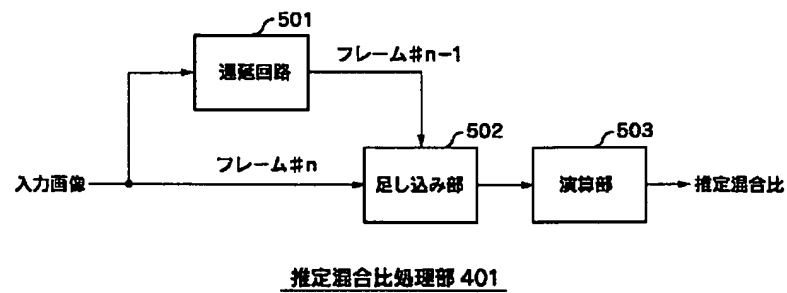 501
遅延回路
フレーム#n-1
502
503
フレーム#n
入力画像
足し込み部
演算部
推定混合比
推定混合比処理部 401